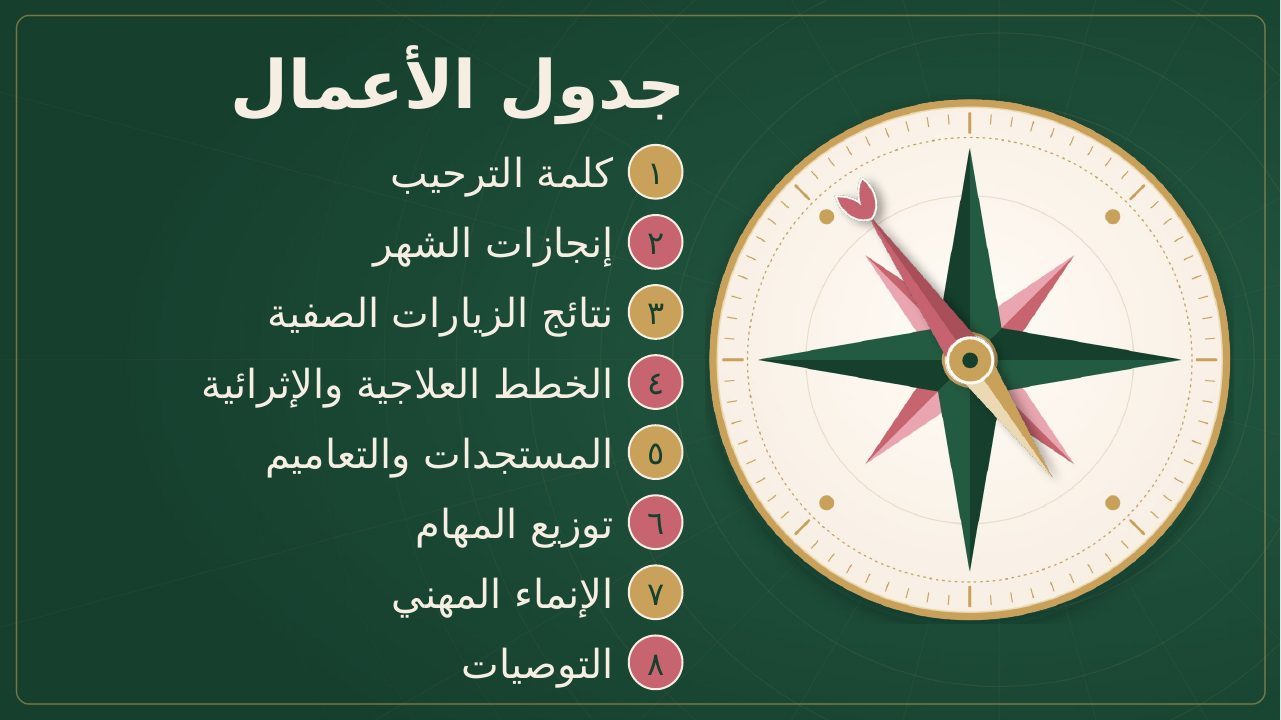 جدول الأعمال
١ كلمة الترحيب
٢ إنجازات الشهر
٣ نتائج الزيارات الصفية
٤ الخطط العلاجية والإثرائية
٥ المستجدات والتعاميم
٦ توزيع المهام
٧ الإنماء المهني
٨ التوصيات